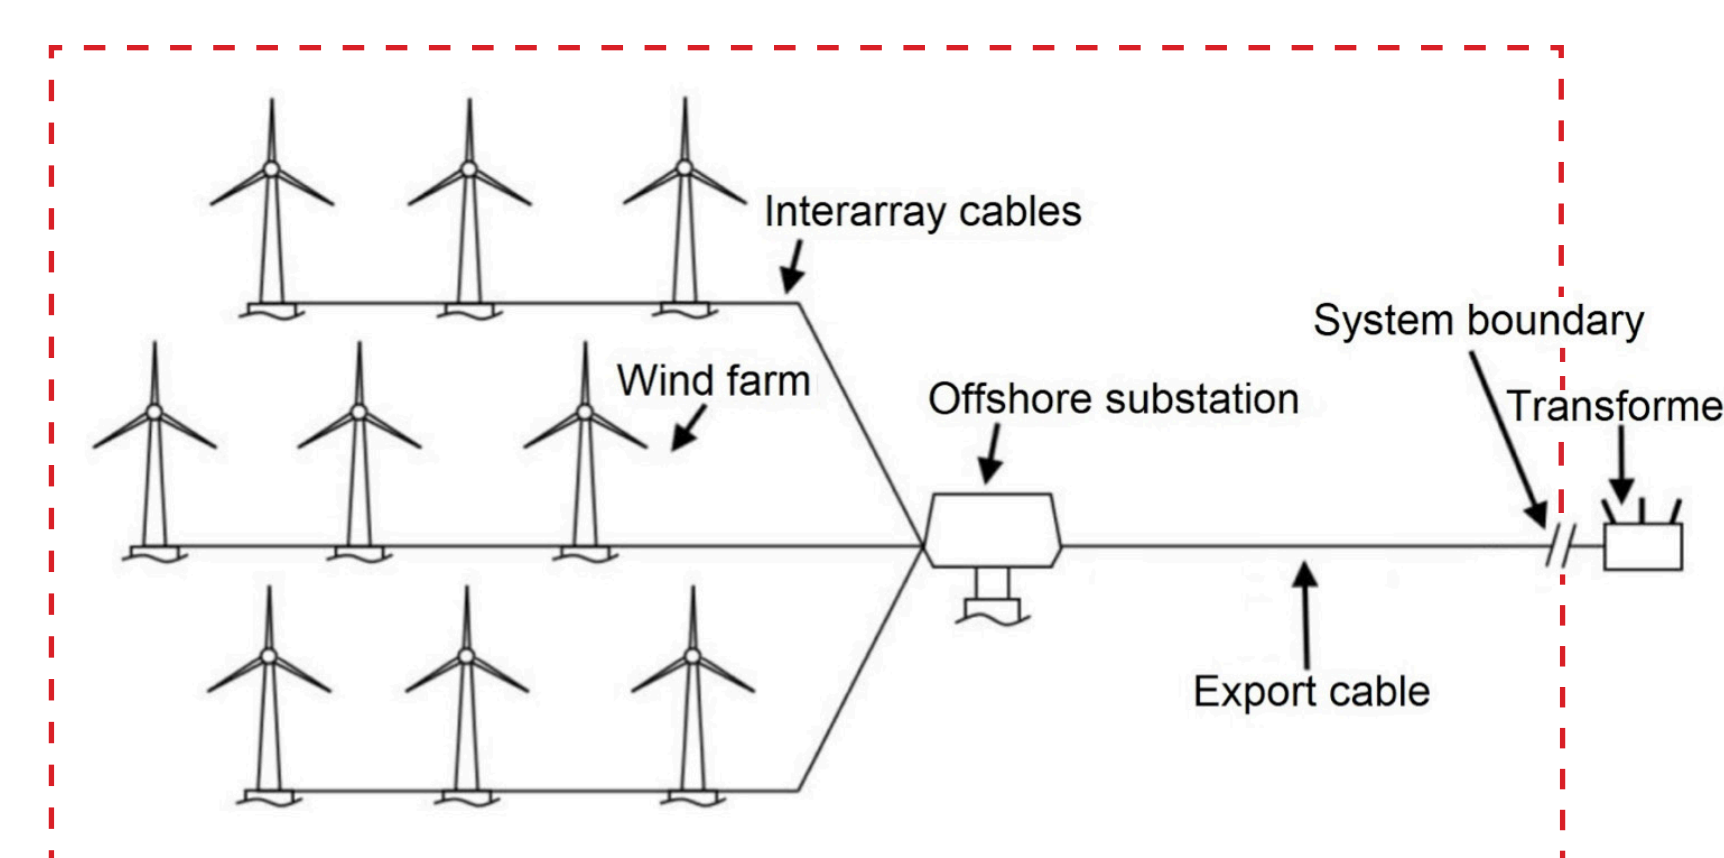 Interarray cables
System boundary
Wind farm
Offshore substation
Transforme
Export cable